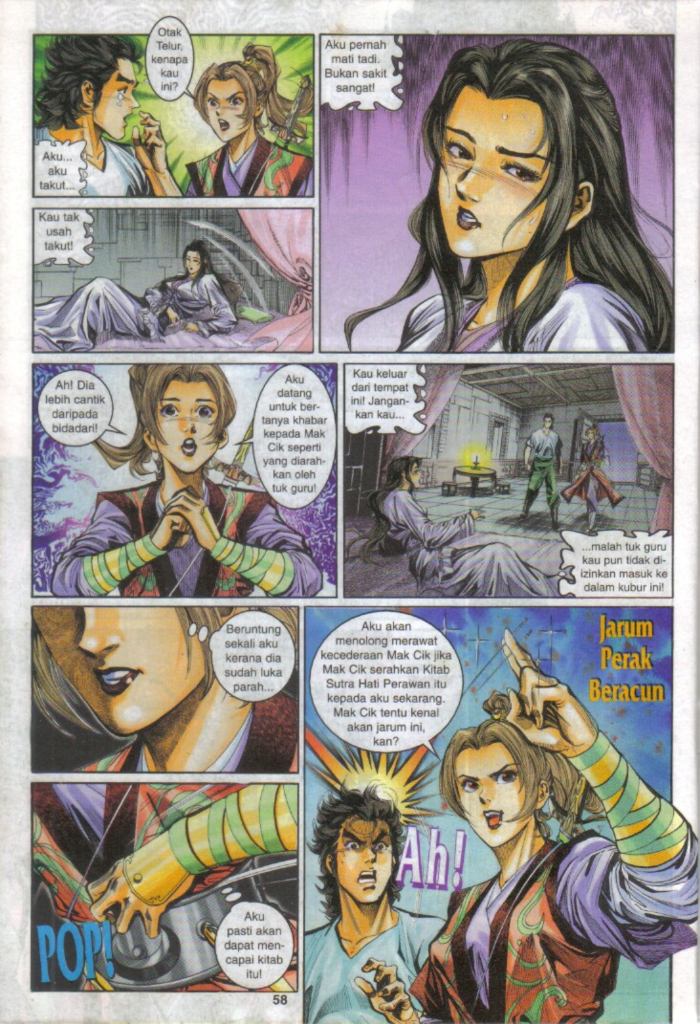 Otak
Telur,
kenapa
kau
ini?
Aku...
aku
takut...
Aku pernah
mati tadi.
Bukan sakit
sangat!
Kau tak
usah
takut!
Ah! Dia
lebih cantik
daripada
bidadari!
Aku
datang
untuk ber-
tanya khabar
kepada Mak
Cik seperti
yang diarah-
kan oleh
tuk guru!
Kau keluar
dari tempat
ini! Jangan-
kan kau...
...malah tuk guru
kau pun tidak di-
izinkan masuk ke
dalam kubur ini!
Beruntung
sekali aku
kerana dia
sudah luka
parah...
Aku akan
menolong merawat
kecederaan Mak Cik jika
Mak Cik serahkan Kitab
Sutra Hati Perawan itu
kepada aku sekarang.
Mak Cik tentu kenal
akan jarum ini,
kan?
Jarum
Perak
Beracun
Ah!
POP!
Aku
pasti akan
dapat men-
capai kitab
itu!
58